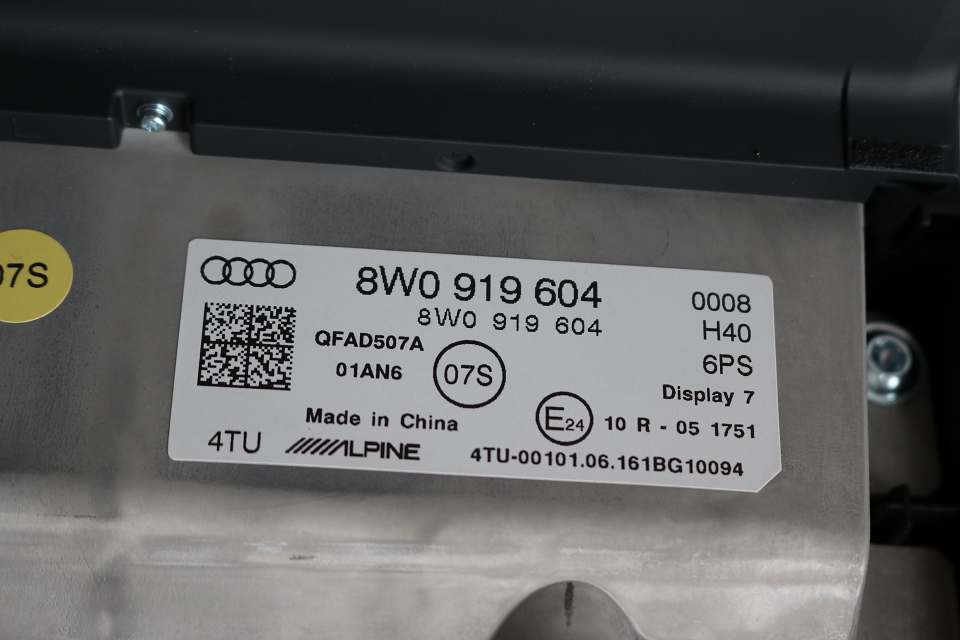 07S
8W0 919 604
8W0 919 604
0008
H40
6PS
Display 7
QFAD507A
01AN6
07S
Made in China
E24
10 R - 05 1751
4TU
ALPINE
4TU-00101.06.161BG10094